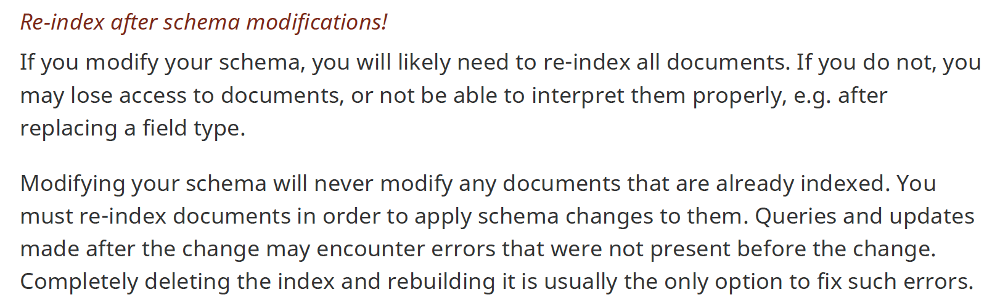 Re-index after schema modifications!
If you modify your schema, you will likely need to re-index all documents. If you do not, you
may lose access to documents, or not be able to interpret them properly, e.g. after
replacing a field type.
Modifying your schema will never modify any documents that are already indexed. You
must re-index documents in order to apply schema changes to them. Queries and updates
made after the change may encounter errors that were not present before the change.
Completely deleting the index and rebuilding it is usually the only option to fix such errors.